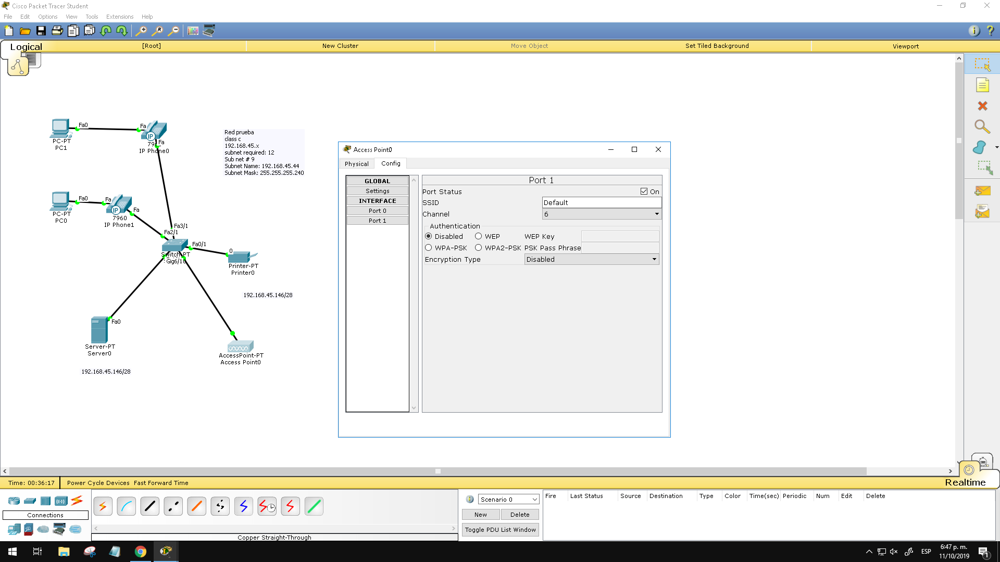 Cisco Packet Tracer Student
File Edit Options View Tools Extensions Help
Logical [Root] New Cluster Move Object Set Tiled Background Viewport
Fa0
Fa
PC-PT
PC1
Fa
IP
IP Phone0
Red prueba
class c
192.168.45.x
subnet required: 12
Sub net # 9
Subnet Name: 192.168.45.44
Subnet Mask: 255.255.255.240
Fa0
Fa
PC-PT
PC0
IP
Fa
7960
IP Phone1
Fa3/1
Fa2/1
Fa0/1
Switch-PT
Gig6/1
0
Printer-PT
Printer0
192.168.45.146/28
Fa0
Server-PT
Server0
192.168.45.146/28
AccessPoint-PT
Access Point0
Access Point0
Physical Config
GLOBAL
Settings
INTERFACE
Port 0
Port 1
Port 1
Port Status On
SSID Default
Channel 6
Authentication
Disabled WEP WEP Key
WPA-PSK WPA2-PSK PSK Pass Phrase
Encryption Type Disabled
Time: 00:36:17 Power Cycle Devices Fast Forward Time Realtime
Connections
Copper Straight-Through
Scenario 0
New Delete
Toggle PDU List Window
Fire Last Status Source Destination Type Color Time(sec) Periodic Num Edit Delete
ESP
6:47 p. m.
11/10/2019
1